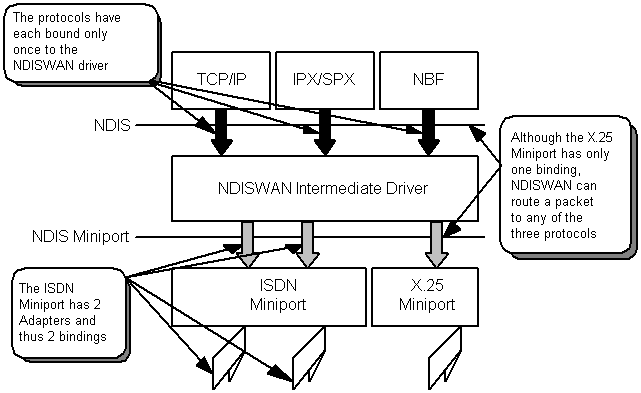 The protocols have
each bound only
once to the
NDISWAN driver
TCP/IP
IPX/SPX
NBF
NDIS
Although the X.25
Miniport has only
one binding,
NDISWAN can
route a packet
to any of the
three protocols
NDISWAN Intermediate Driver
NDIS Miniport
The ISDN
Miniport has 2
Adapters and
thus 2 bindings
ISDN
Miniport
X.25
Miniport